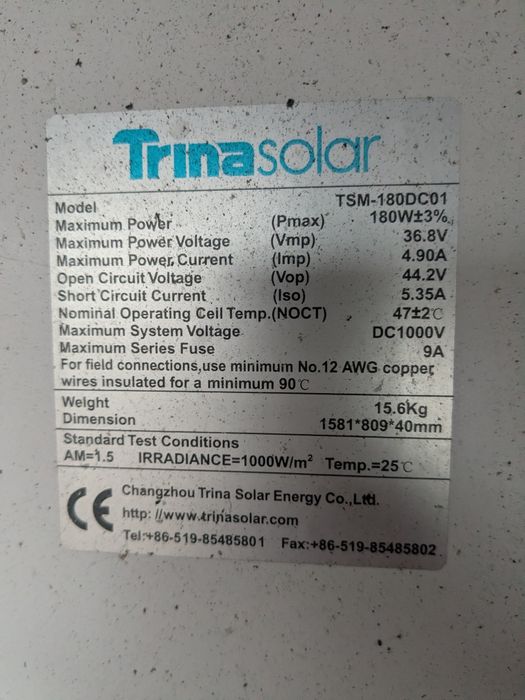 Trinasolar
Model TSM-180DC01
Maximum Power (Pmax) 180W±3%
Maximum Power Voltage (Vmp) 36.8V
Maximum Power Current (Imp) 4.90A
Open Circuit Voltage (Vop) 44.2V
Short Circuit Current (Iso) 5.35A
Nominal Operating Cell Temp.(NOCT) 47±2℃
Maximum System Voltage DC1000V
Maximum Series Fuse 9A
For field connections,use minimum No.12 AWG copper
wires insulated for a minimum 90℃
Weight 15.6Kg
Dimension 1581*809*40mm
Standard Test Conditions
AM=1.5 IRRADIANCE=1000W/m² Temp.=25℃
CE
Changzhou Trina Solar Energy Co.,Ltd.
http: //www.trinasolar.com
Tel:+86-519-85485801 Fax:+86-519-85485802